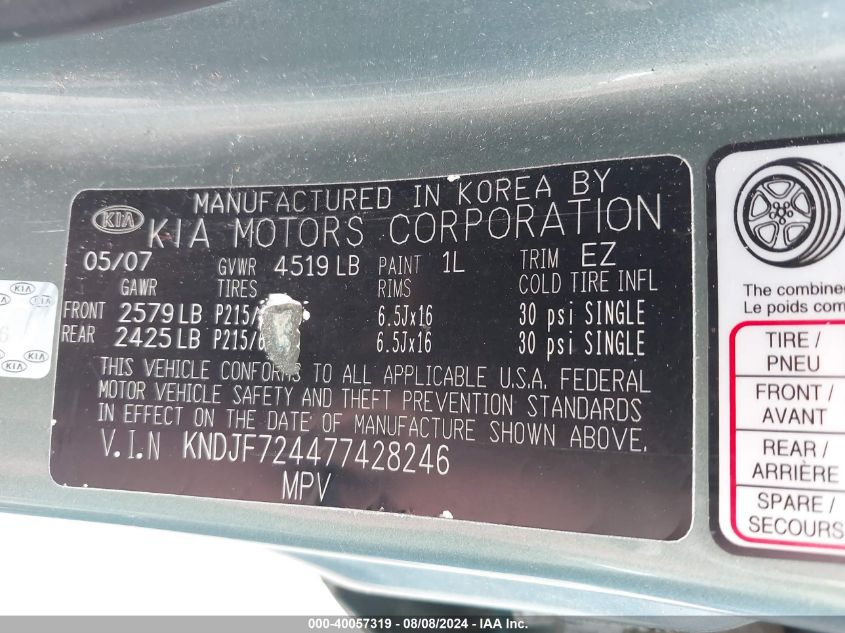 KIA
MANUFACTURED IN KOREA BY
KIA MOTORS CORPORATION
05/07 GVWR 4519 LB PAINT 1L TRIM EZ
GAWR TIRES RIMS COLD TIRE INFL
FRONT 2579 LB P215/ 6.5Jx16 30 psi SINGLE
REAR 2425 LB P215/6 6.5Jx16 30 psi SINGLE
THIS VEHICLE CONFORMS TO ALL APPLICABLE U.S.A. FEDERAL
MOTOR VEHICLE SAFETY AND THEFT PREVENTION STANDARDS
IN EFFECT ON THE DATE OF MANUFACTURE SHOWN ABOVE.
V.I.N KNDJF724477428246
MPV
KIA
KIA
KIA
KIA
The combined
Le poids com
TIRE /
PNEU
FRONT /
AVANT
REAR /
ARRIÈRE
SPARE /
SECOURS
000-40057319 - 08/08/2024 - IAA Inc.